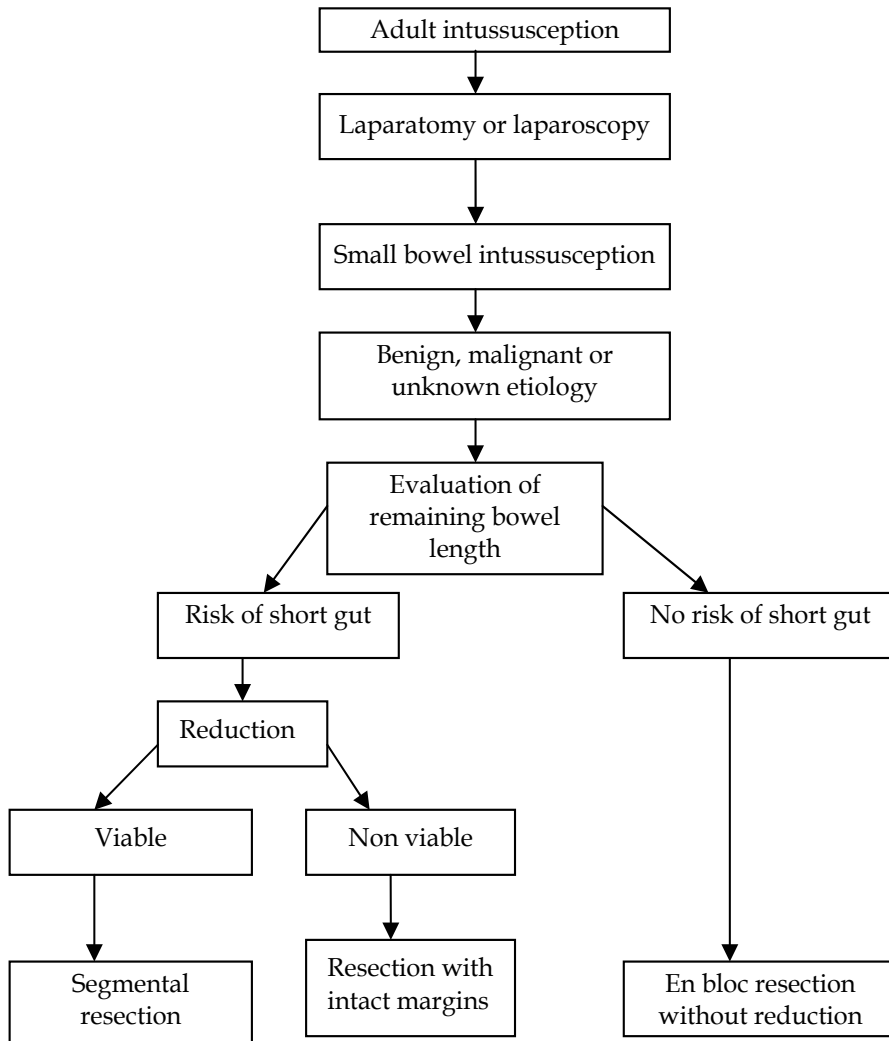 Adult intussusception
Laparatomy or laparoscopy
Small bowel intussusception
Benign, malignant or
unknown etiology
Evaluation of
remaining bowel
length
Risk of short gut
No risk of short gut
Reduction
Viable
Non viable
Segmental
resection
Resection with
intact margins
En bloc resection
without reduction